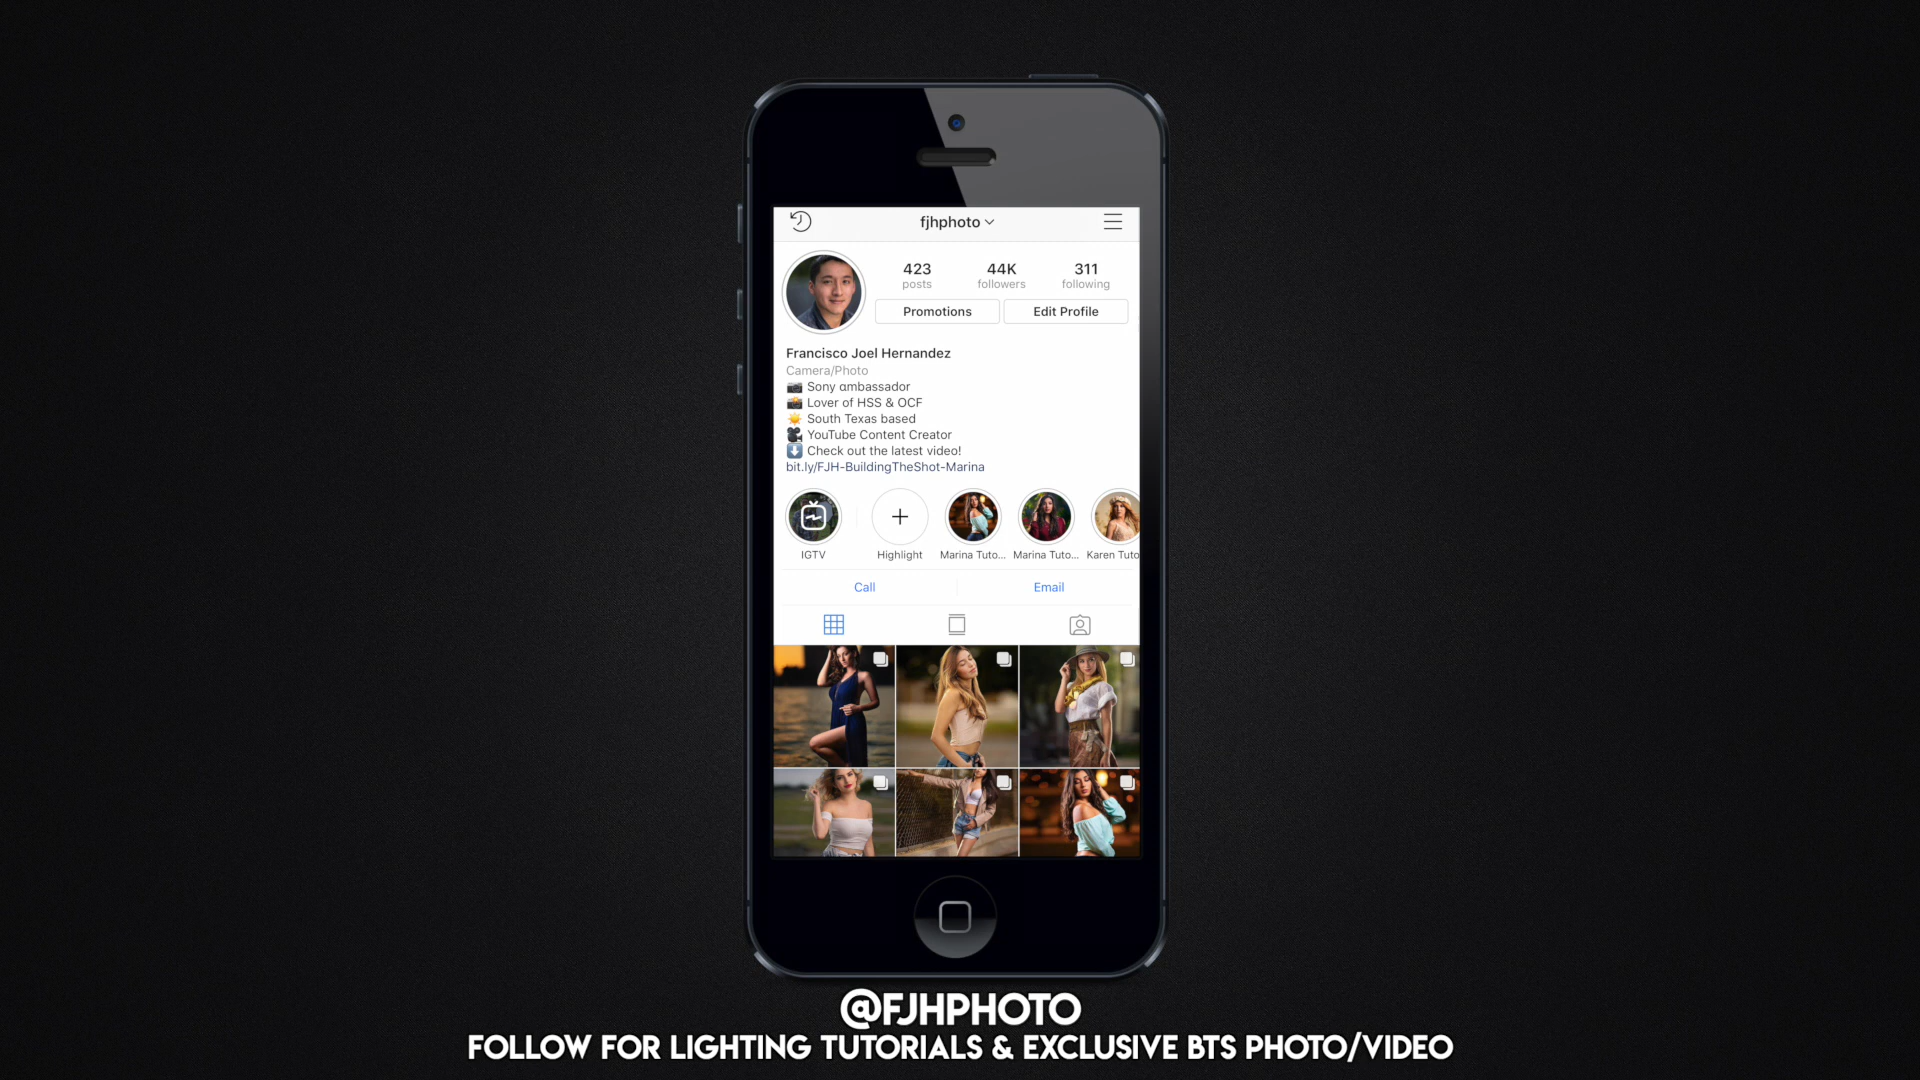 fjhphoto
423 44K 311
posts followers following
Promotions Edit Profile
Francisco Joel Hernandez
Camera/Photo
Sony αmbassador
Lover of HSS & OCF
South Texas based
YouTube Content Creator
Check out the latest video!
bit.ly/FJH-BuildingTheShot-Marina
IGTV Highlight Marina Tuto... Marina Tuto... Karen Tuto
Call Email
@FJHPHOTO
FOLLOW FOR LIGHTING TUTORIALS & EXCLUSIVE BTS PHOTO/VIDEO